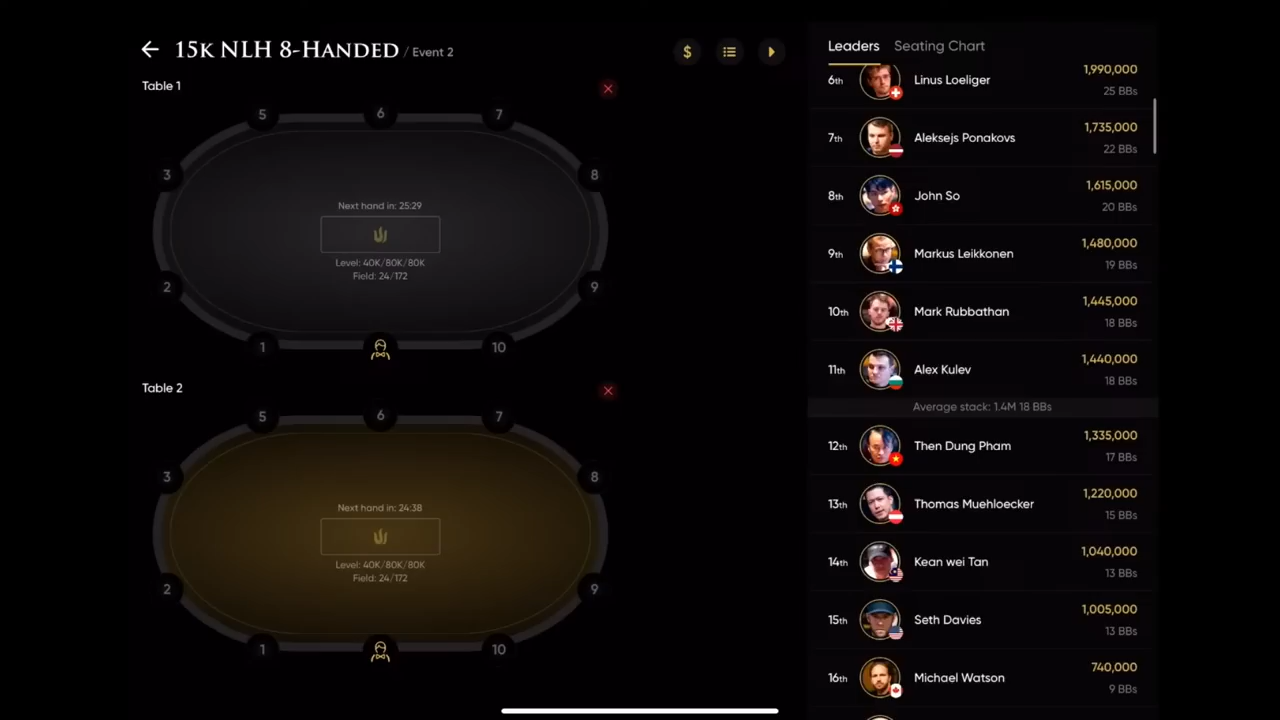 15K NLH 8-HANDED / Event 2
$
Table 1
5 6 7
3 8
Next hand in: 25:29
Level: 40K/80K/80K
Field: 24/172
2 9
1 10
Table 2
5 6 7
3 8
Next hand in: 24:38
Level: 40K/80K/80K
Field: 24/172
2 9
1 10
Leaders Seating Chart
6th Linus Loeliger 1,990,000
25 BBs
7th Aleksejs Ponakovs 1,735,000
22 BBs
8th John So 1,615,000
20 BBs
9th Markus Leikkonen 1,480,000
19 BBs
10th Mark Rubbathan 1,445,000
18 BBs
11th Alex Kulev 1,440,000
18 BBs
Average stack: 1.4M 18 BBs
12th Then Dung Pham 1,335,000
17 BBs
13th Thomas Muehloecker 1,220,000
15 BBs
14th Kean wei Tan 1,040,000
13 BBs
15th Seth Davies 1,005,000
13 BBs
16th Michael Watson 740,000
9 BBs